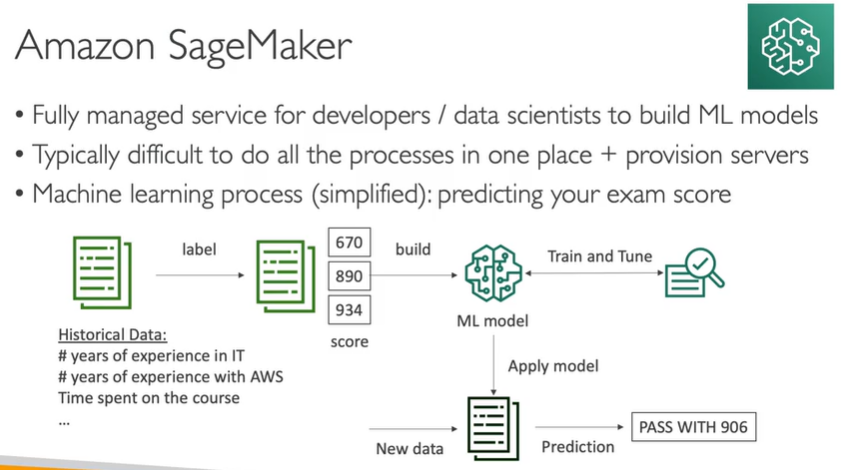 Amazon SageMaker
• Fully managed service for developers / data scientists to build ML models
• Typically difficult to do all the processes in one place + provision servers
• Machine learning process (simplified): predicting your exam score
label
670
890
934
score
build
ML model
Train and Tune
Historical Data:
# years of experience in IT
# years of experience with AWS
Time spent on the course
...
Apply model
New data
Prediction
PASS WITH 906